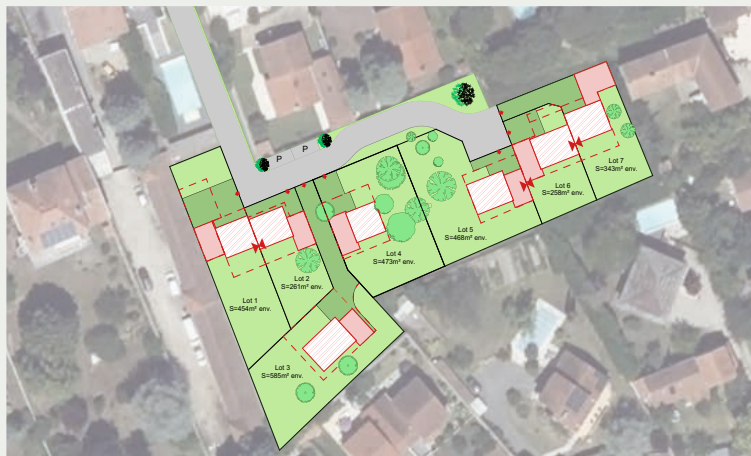 P
P
Lot 1
S=454m² env.
Lot 2
S=261m² env.
Lot 3
S=585m² env.
Lot 4
S=473m² env.
Lot 5
S=468m² env.
Lot 6
S=258m² env.
Lot 7
S=343m² env.